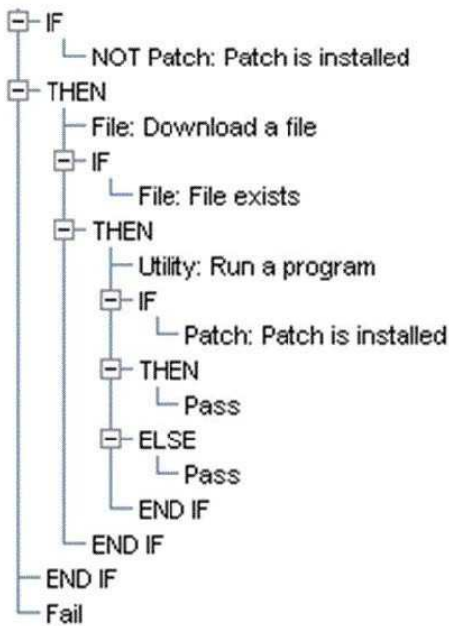 IF
NOT Patch: Patch is installed
THEN
File: Download a file
IF
File: File exists
THEN
Utility: Run a program
IF
Patch: Patch is installed
THEN
Pass
ELSE
Pass
END IF
END IF
END IF
Fail